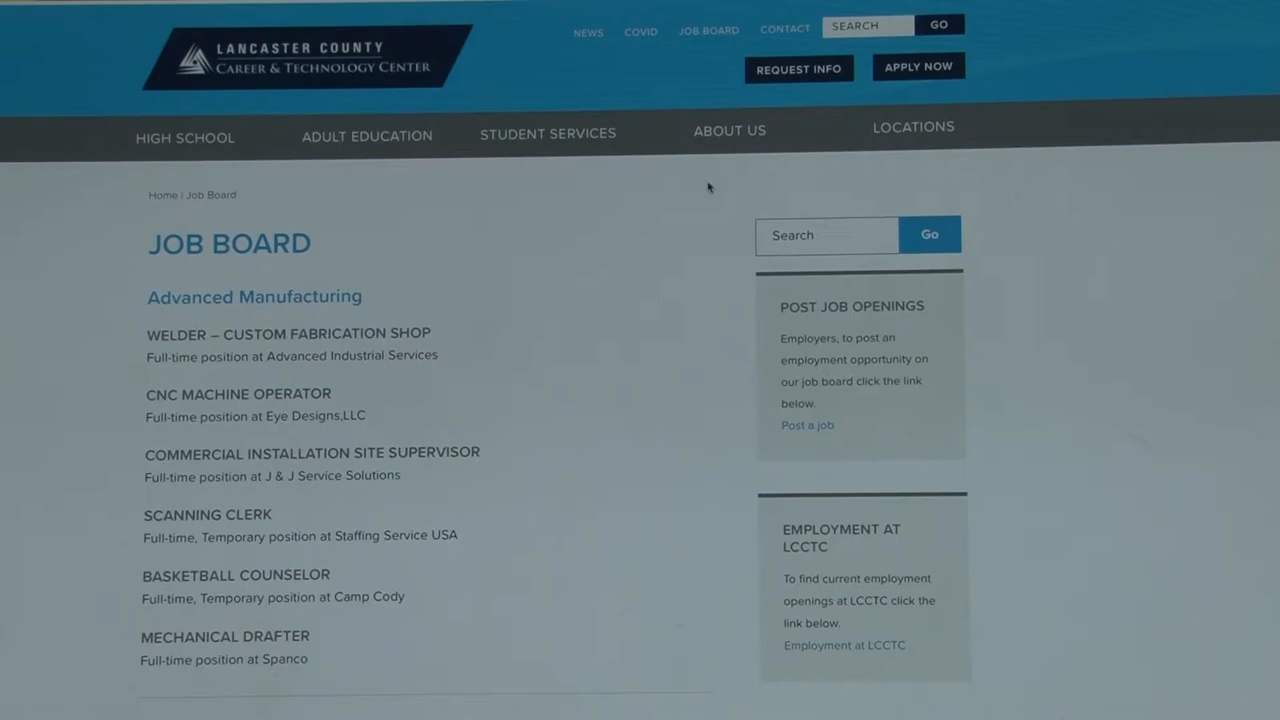 LANCASTER COUNTY
CAREER & TECHNOLOGY CENTER
NEWS COVID JOB BOARD CONTACT SEARCH GO
REQUEST INFO APPLY NOW
HIGH SCHOOL ADULT EDUCATION STUDENT SERVICES ABOUT US LOCATIONS
Home | Job Board
JOB BOARD
Advanced Manufacturing
WELDER – CUSTOM FABRICATION SHOP
Full-time position at Advanced Industrial Services
CNC MACHINE OPERATOR
Full-time position at Eye Designs,LLC
COMMERCIAL INSTALLATION SITE SUPERVISOR
Full-time position at J & J Service Solutions
SCANNING CLERK
Full-time, Temporary position at Staffing Service USA
BASKETBALL COUNSELOR
Full-time, Temporary position at Camp Cody
MECHANICAL DRAFTER
Full-time position at Spanco
Search Go
POST JOB OPENINGS
Employers, to post an
employment opportunity on
our job board click the link
below.
Post a job
EMPLOYMENT AT
LCCTC
To find current employment
openings at LCCTC click the
link below.
Employment at LCCTC